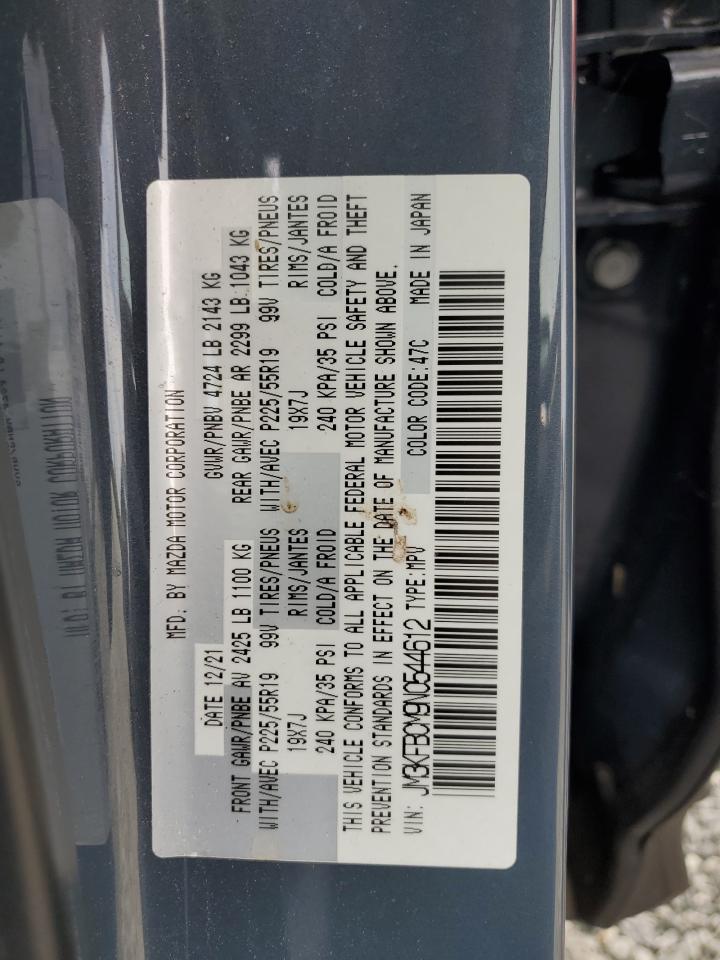 MFD. BY MAZDA MOTOR CORPORATION
DATE 12/21 GVWR/PNBV 4724 LB 2143 KG
FRONT GAWR/PNBE AV 2425 LB 1100 KG REAR GAWR/PNBE AR 2299 LB 1043 KG
WITH/AVEC P225/55R19 99V TIRES/PNEUS WITH/AVEC P225/55R19 99V TIRES/PNEUS
19X7J RIMS/JANTES 19X7J RIMS/JANTES
240 KPA/35 PSI COLD/A FROID 240 KPA/35 PSI COLD/A FROID
THIS VEHICLE CONFORMS TO ALL APPLICABLE FEDERAL MOTOR VEHICLE SAFETY AND THEFT
PREVENTION STANDARDS IN EFFECT ON THE DATE OF MANUFACTURE SHOWN ABOVE.
VIN: JM3KFBCM9N0544612 TYPE:MPV COLOR CODE:47C MADE IN JAPAN